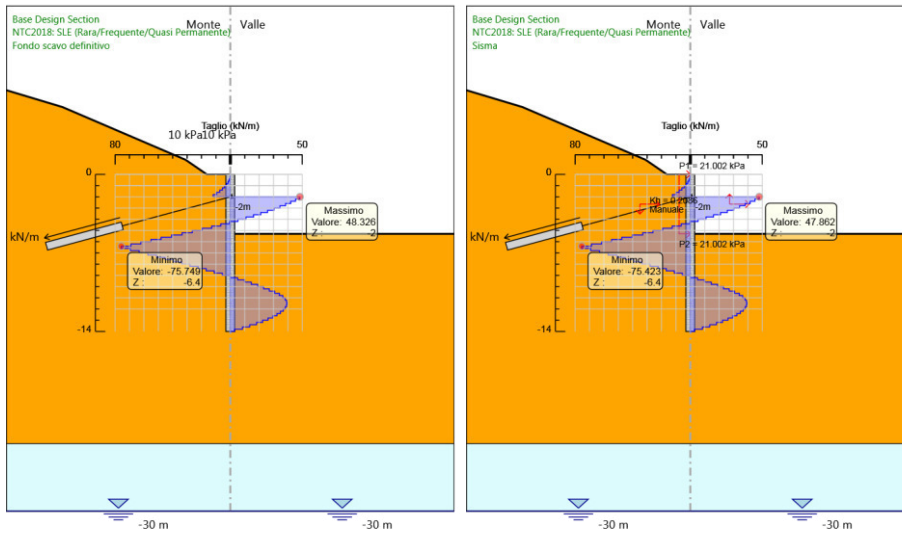 Base Design Section
NTC2018: SLE (Rara/Frequente/Quasi Permanente)
Fondo scavo definitivo
Monte Valle
Taglio (kN/m)
10 kPa10 kPa
80 50
0
-2m
Massimo
Valore: 48.326
Z : -2
kN/m
Minimo
Valore: -75.749
Z : -6.4
-14
-30 m -30 m
Base Design Section
NTC2018: SLE (Rara/Frequente/Quasi Permanente)
Sisma
Monte Valle
Taglio (kN/m)
80 50
P1 = 21.002 kPa
0
Manuale
-2m
Massimo
Valore: 47.862
Z : -2
kN/m
P2 = 21.002 kPa
Minimo
Valore: -75.423
Z : -6.4
-14
-30 m -30 m